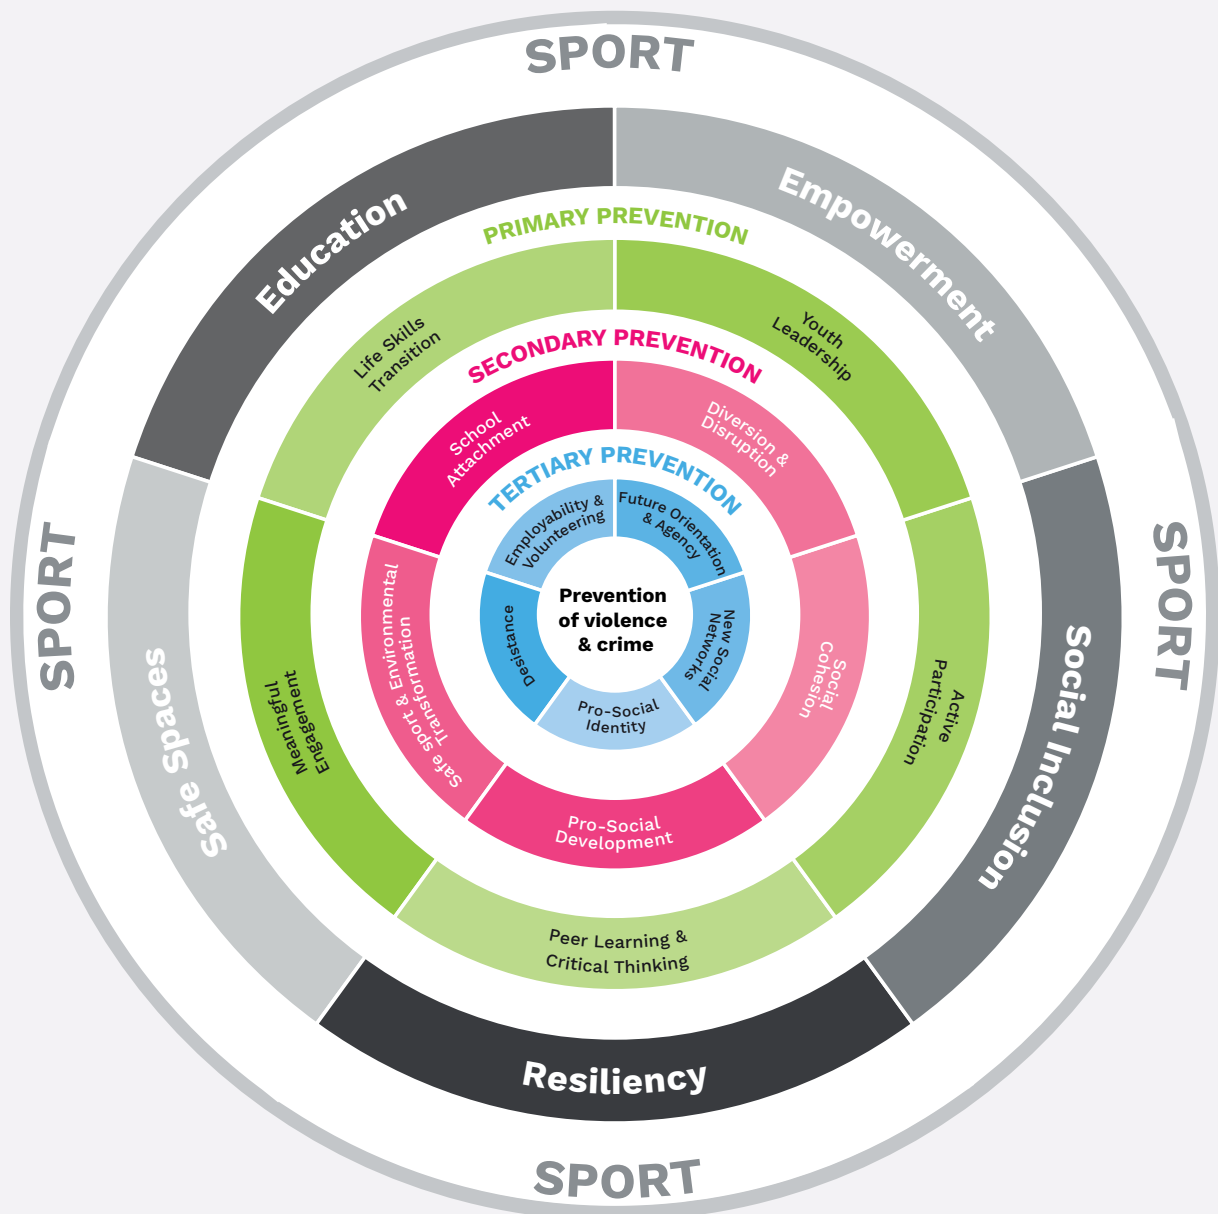 SPORT
Education
Empowerment
PRIMARY PREVENTION
Life Skills
Transition
Youth
Leadership
SECONDARY PREVENTION
School
Attachment
Diversion &
Disruption
TERTIARY PREVENTION
Employability &
Volunteering
Future Orientation
& Agency
SPORT
SPORT
Safe Spaces
Social Inclusion
Meaningful
Engagement
Active
Participation
Safe sport & Environmental
Transformation
Social
Cohesion
Desistance
New Social
Networks
Prevention
of violence
& crime
Pro-Social
Identity
Pro-Social
Development
Peer Learning &
Critical Thinking
Resiliency
SPORT